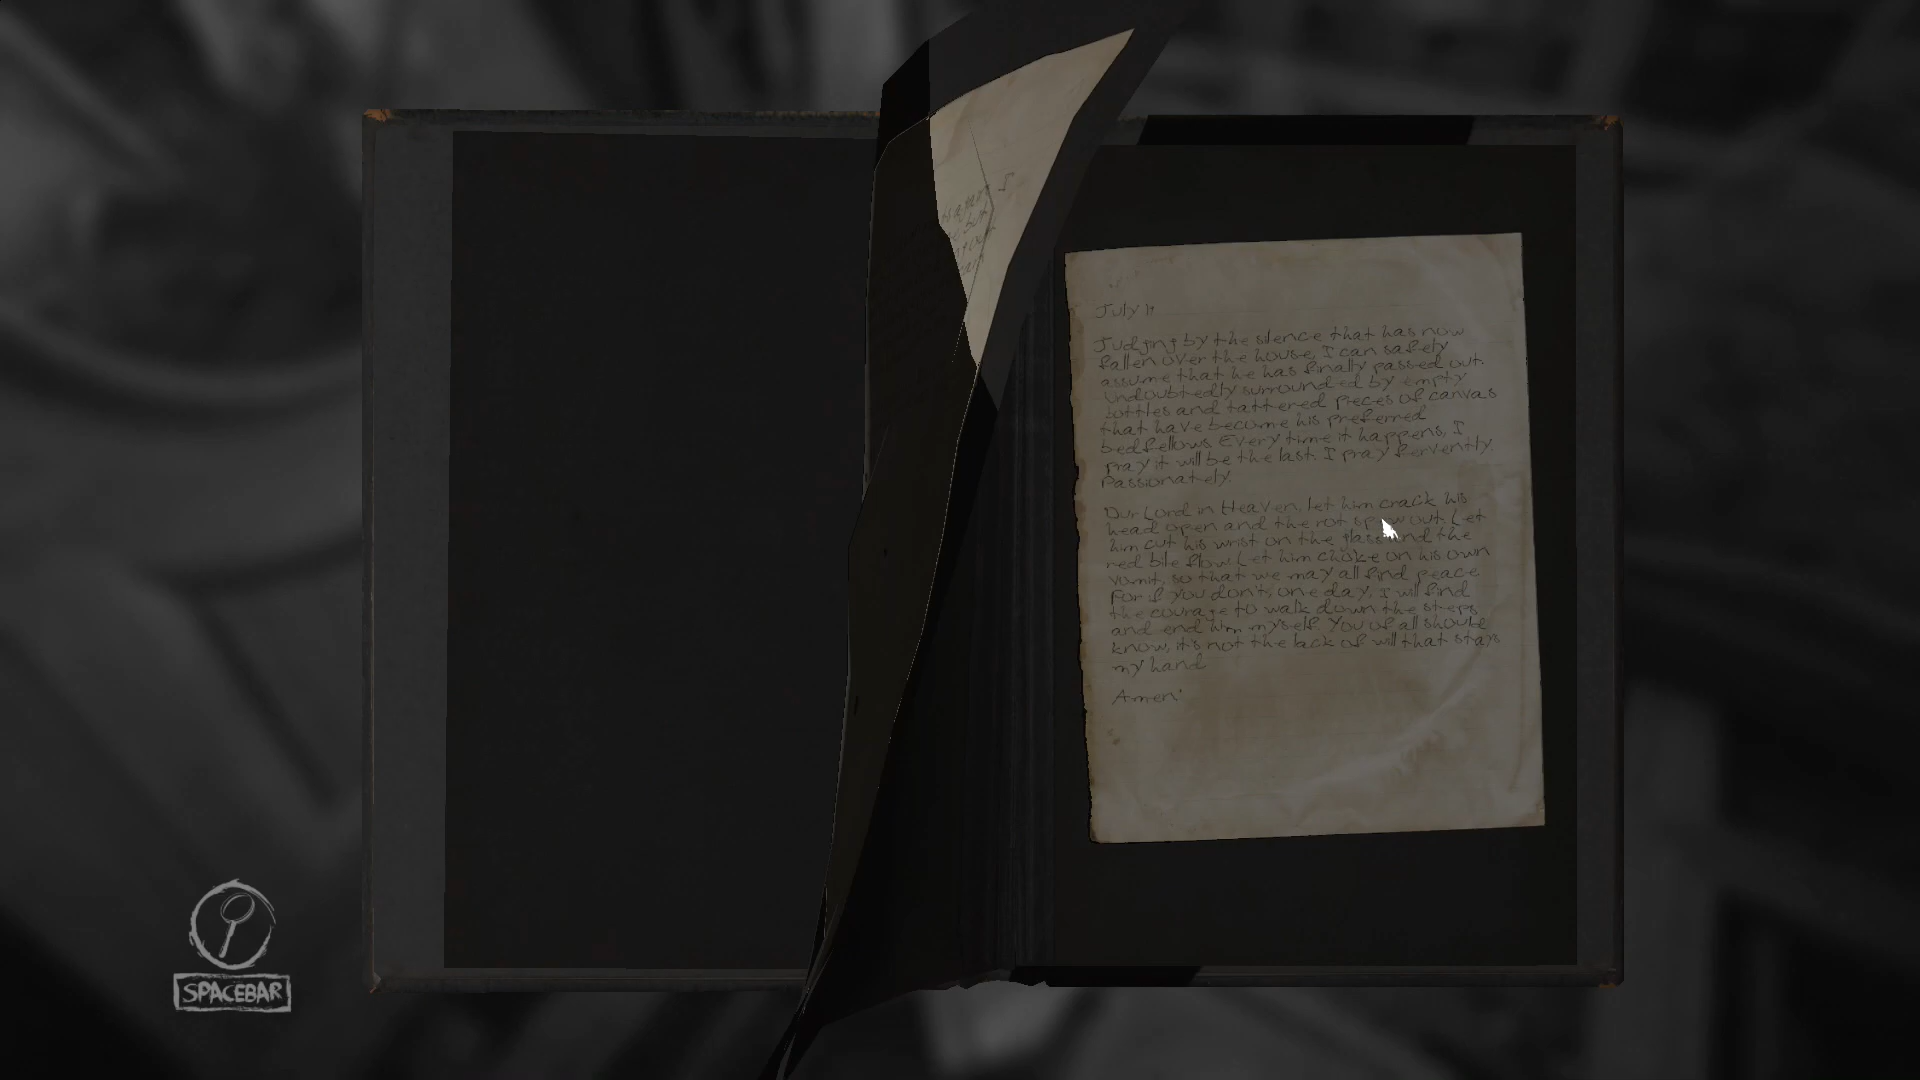 July 19
Judging by the silence that has now
fallen over the house, I can safely
assume that he has finally passed out.
Undoubtedly surrounded by empty
bottles and tattered pieces of canvas
that have become his preferred
bedfellows. Every time it happens, I
pray it will be the last. I pray fervently.
Passionately.
Our Lord in Heaven, let him crack his
head open and the rot spew out. Let
him cut his wrist on the glass and the
red bile flow. Let him choke on his own
vomit, so that we may all find peace
For if you don't, one day, I will find
the courage to walk down the steps
and end him myself. You of all should
know, it's not the lack of will that stays
my hand
Amen.
SPACEBAR